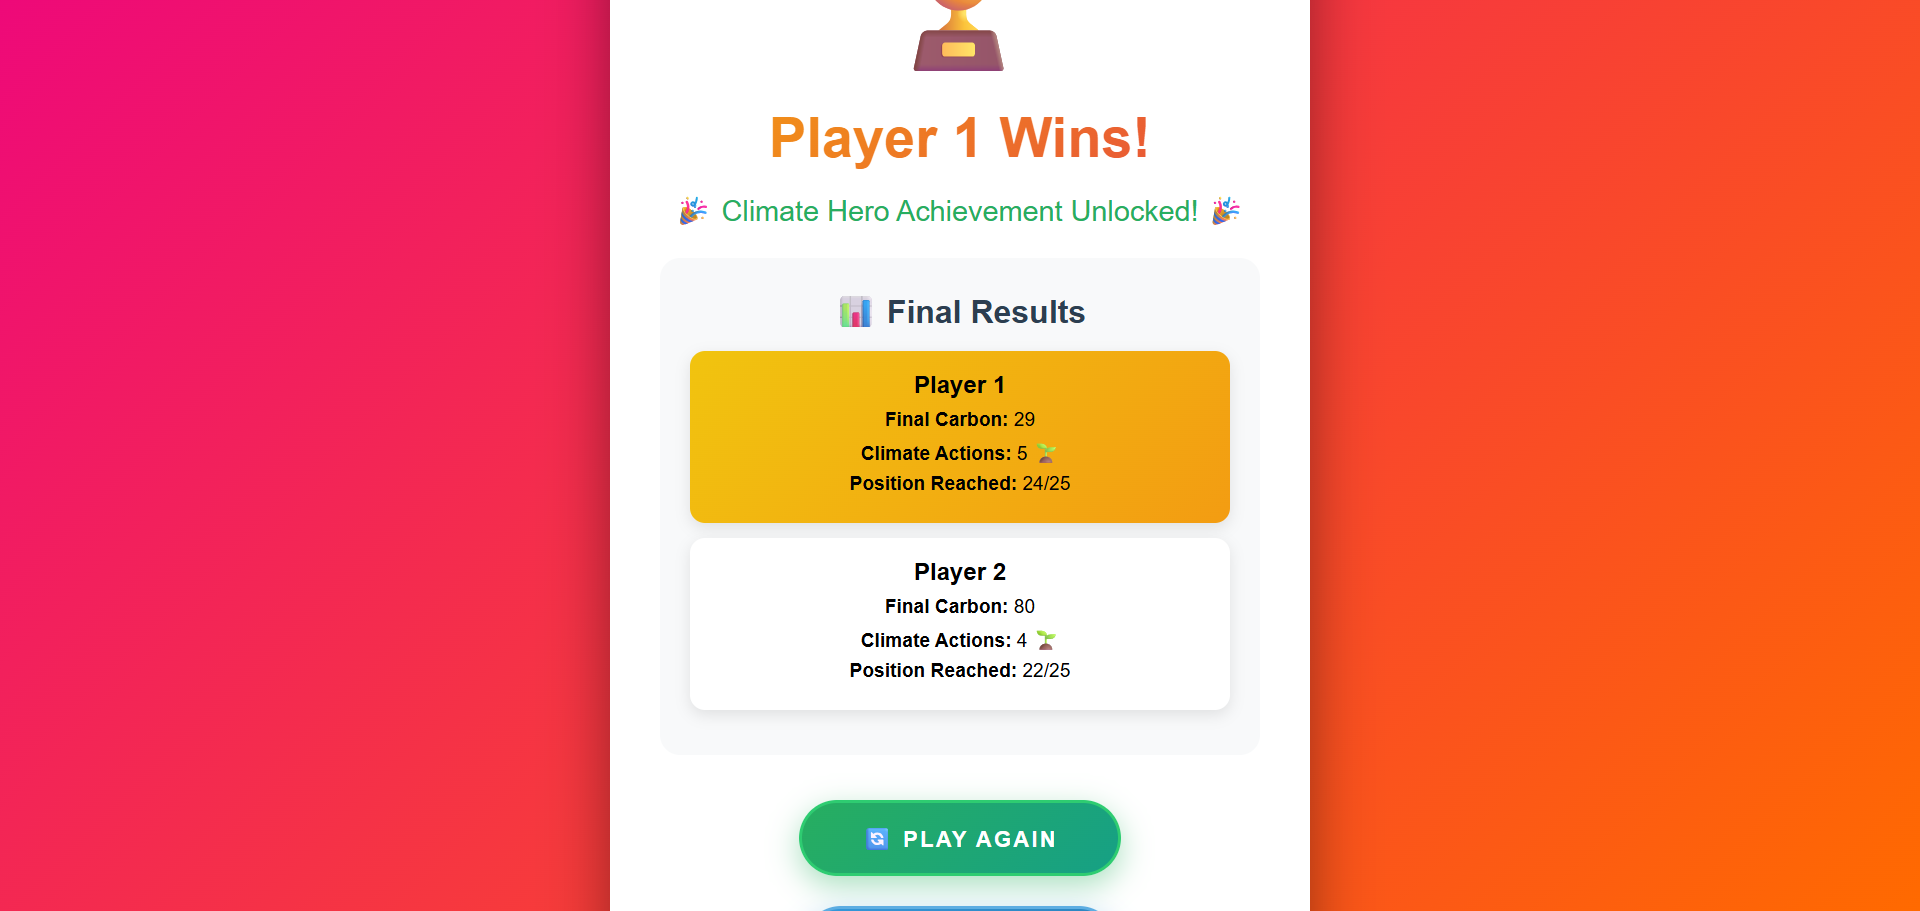 Player 1 Wins!
🎉 Climate Hero Achievement Unlocked! 🎉
📊 Final Results
Player 1
Final Carbon: 29
Climate Actions: 5 🌱
Position Reached: 24/25
Player 2
Final Carbon: 80
Climate Actions: 4 🌱
Position Reached: 22/25
🔄 PLAY AGAIN